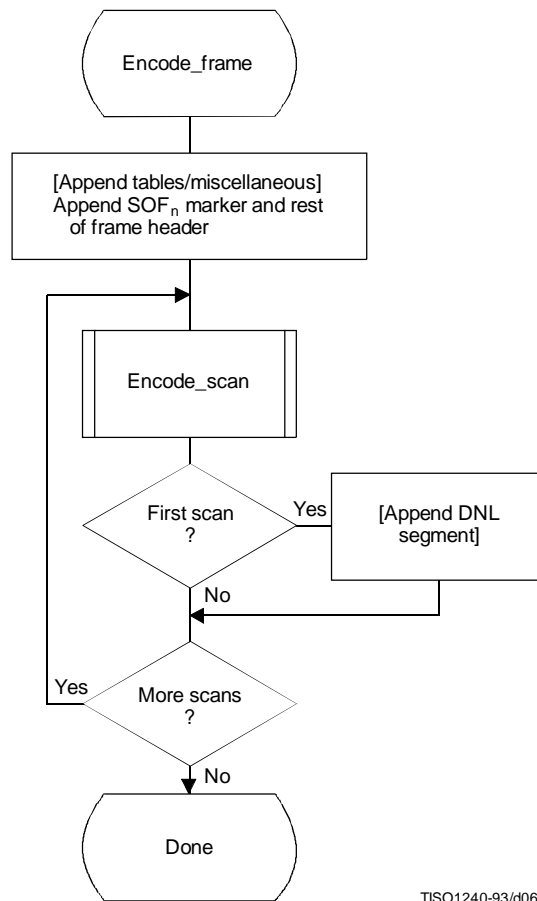 Encode_frame
[Append tables/miscellaneous]
Append SOFn marker and rest
of frame header
Encode_scan
First scan
?
Yes
[Append DNL
segment]
No
More scans
?
Yes
No
Done
TISO1240-93/d06